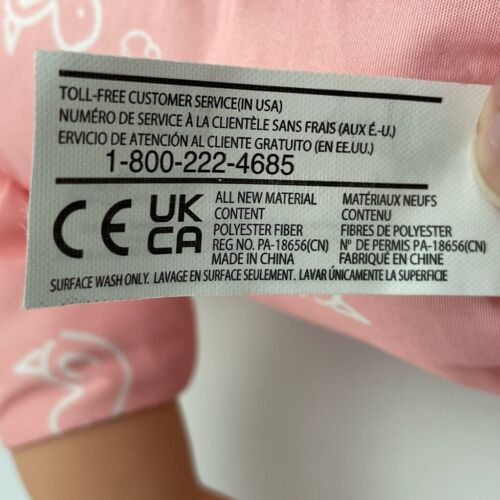 TOLL-FREE CUSTOMER SERVICE(IN USA)
NUMÉRO DE SERVICE À LA CLIENTÈLE SANS FRAIS (AUX É.-U.)
ERVICIO DE ATENCIÓN AL CLIENTE GRATUITO (EN EE.UU.)
1-800-222-4685
CE
UK
CA
ALL NEW MATERIAL
CONTENT
POLYESTER FIBER
REG NO. PA-18656(CN)
MADE IN CHINA
MATÉRIAUX NEUFS
CONTENU
FIBRES DE POLYESTER
N° DE PERMIS PA-18656(CN)
FABRIQUÉ EN CHINE
SURFACE WASH ONLY. LAVAGE EN SURFACE SEULEMENT. LAVAR ÚNICAMENTE LA SUPERFICIE